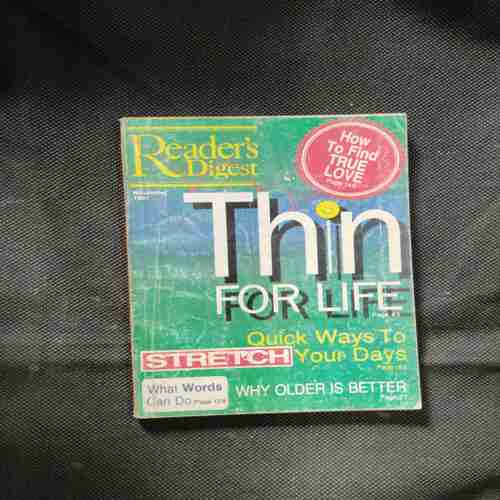 Reader's
Digest
How
To Find
TRUE
LOVE
Thin
FOR LIFE
Quick Ways To
STRETCH Your Days
What Words
Can Do
WHY OLDER IS BETTER